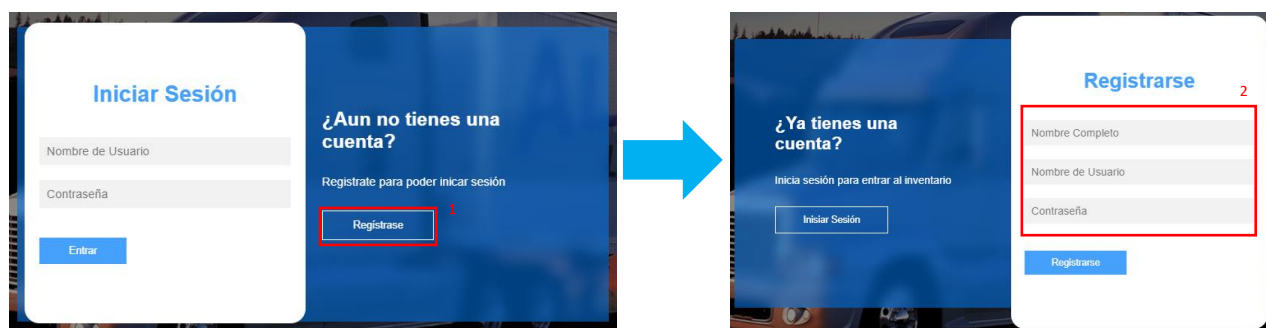 Iniciar Sesión
Nombre de Usuario
Contraseña
Entrar
¿Aun no tienes una
cuenta?
Registrate para poder inicar sesión
Regístrase
1
¿Ya tienes una
cuenta?
Inicia sesión para entrar al inventario
Inisiar Sesión
Registrarse
2
Nombre Completo
Nombre de Usuario
Contraseña
Registrarse